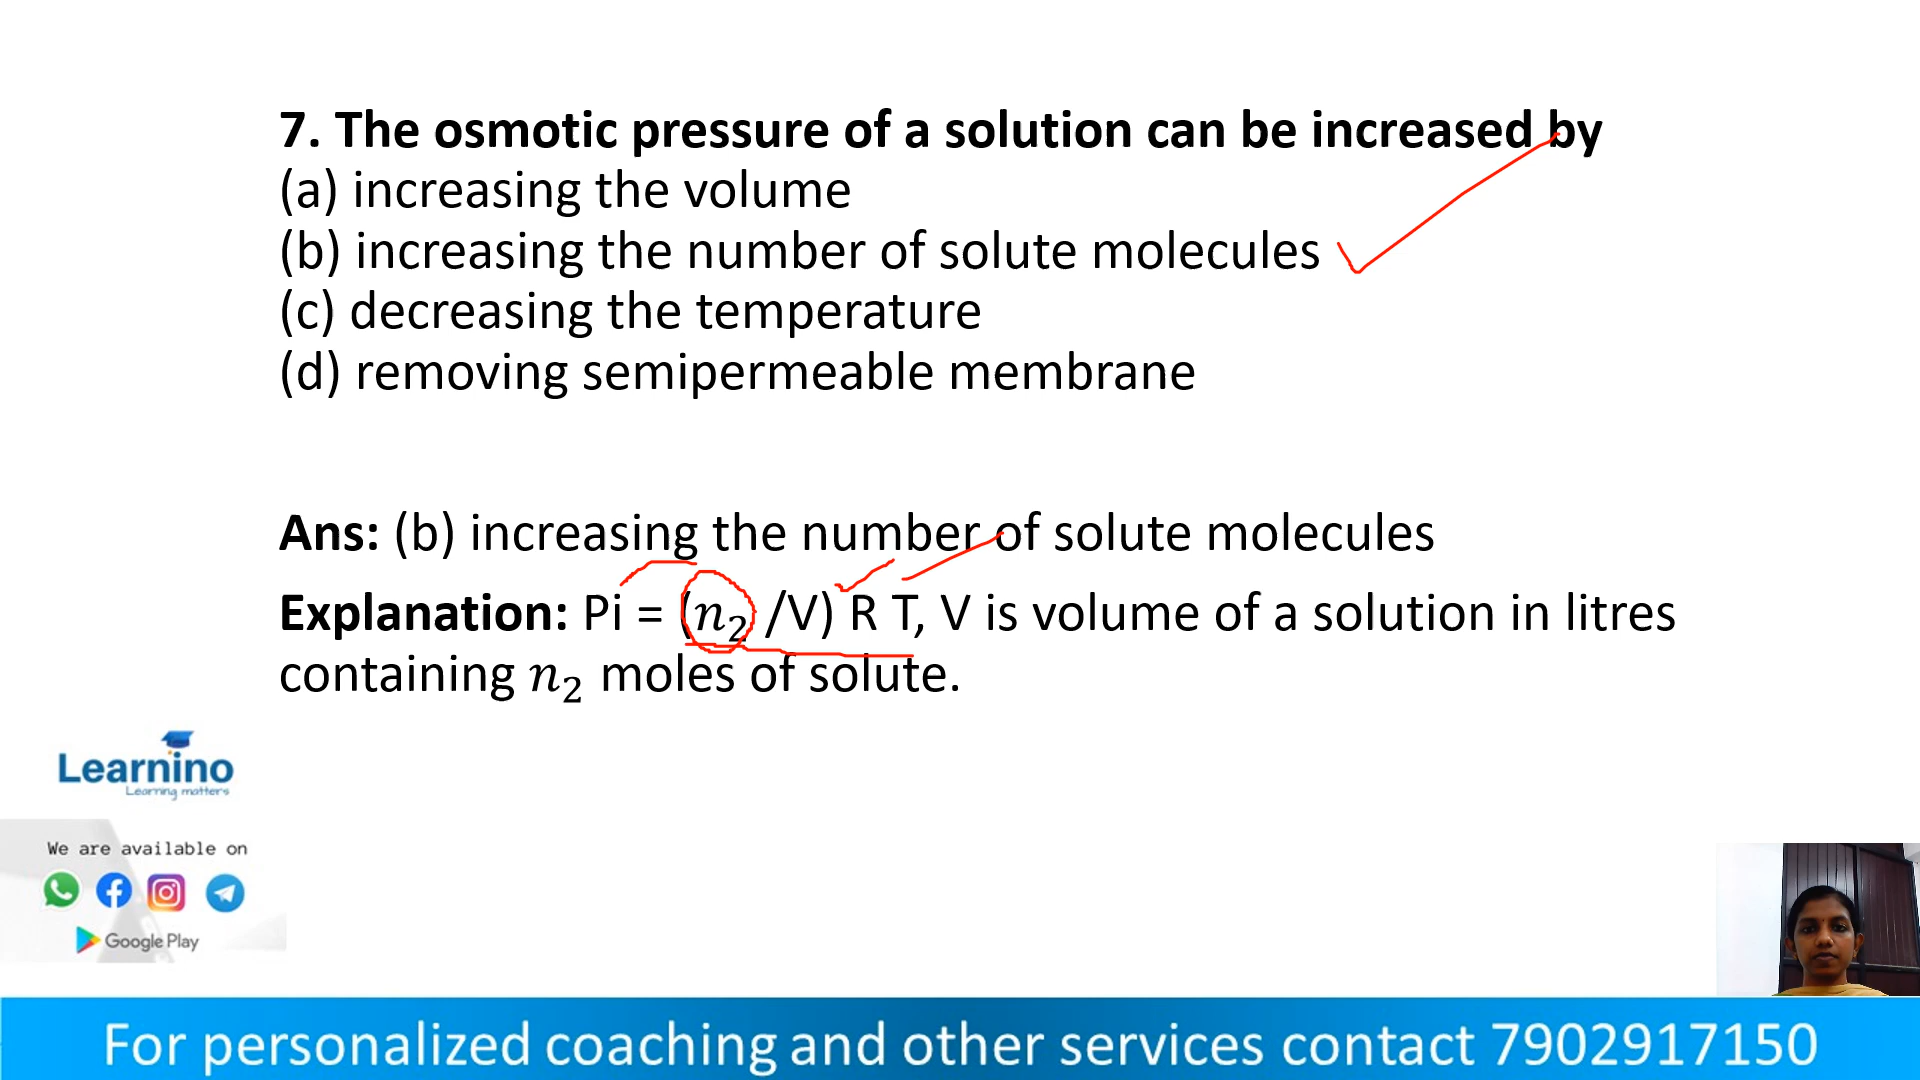 7. The osmotic pressure of a solution can be increased by
(a) increasing the volume
(b) increasing the number of solute molecules
(c) decreasing the temperature
(d) removing semipermeable membrane
Ans: (b) increasing the number of solute molecules
Explanation: Pi = (n₂ /V) R T, V is volume of a solution in litres
containing n₂ moles of solute.
Learnino
Learning matters
We are available on
Google Play
For personalized coaching and other services contact 7902917150